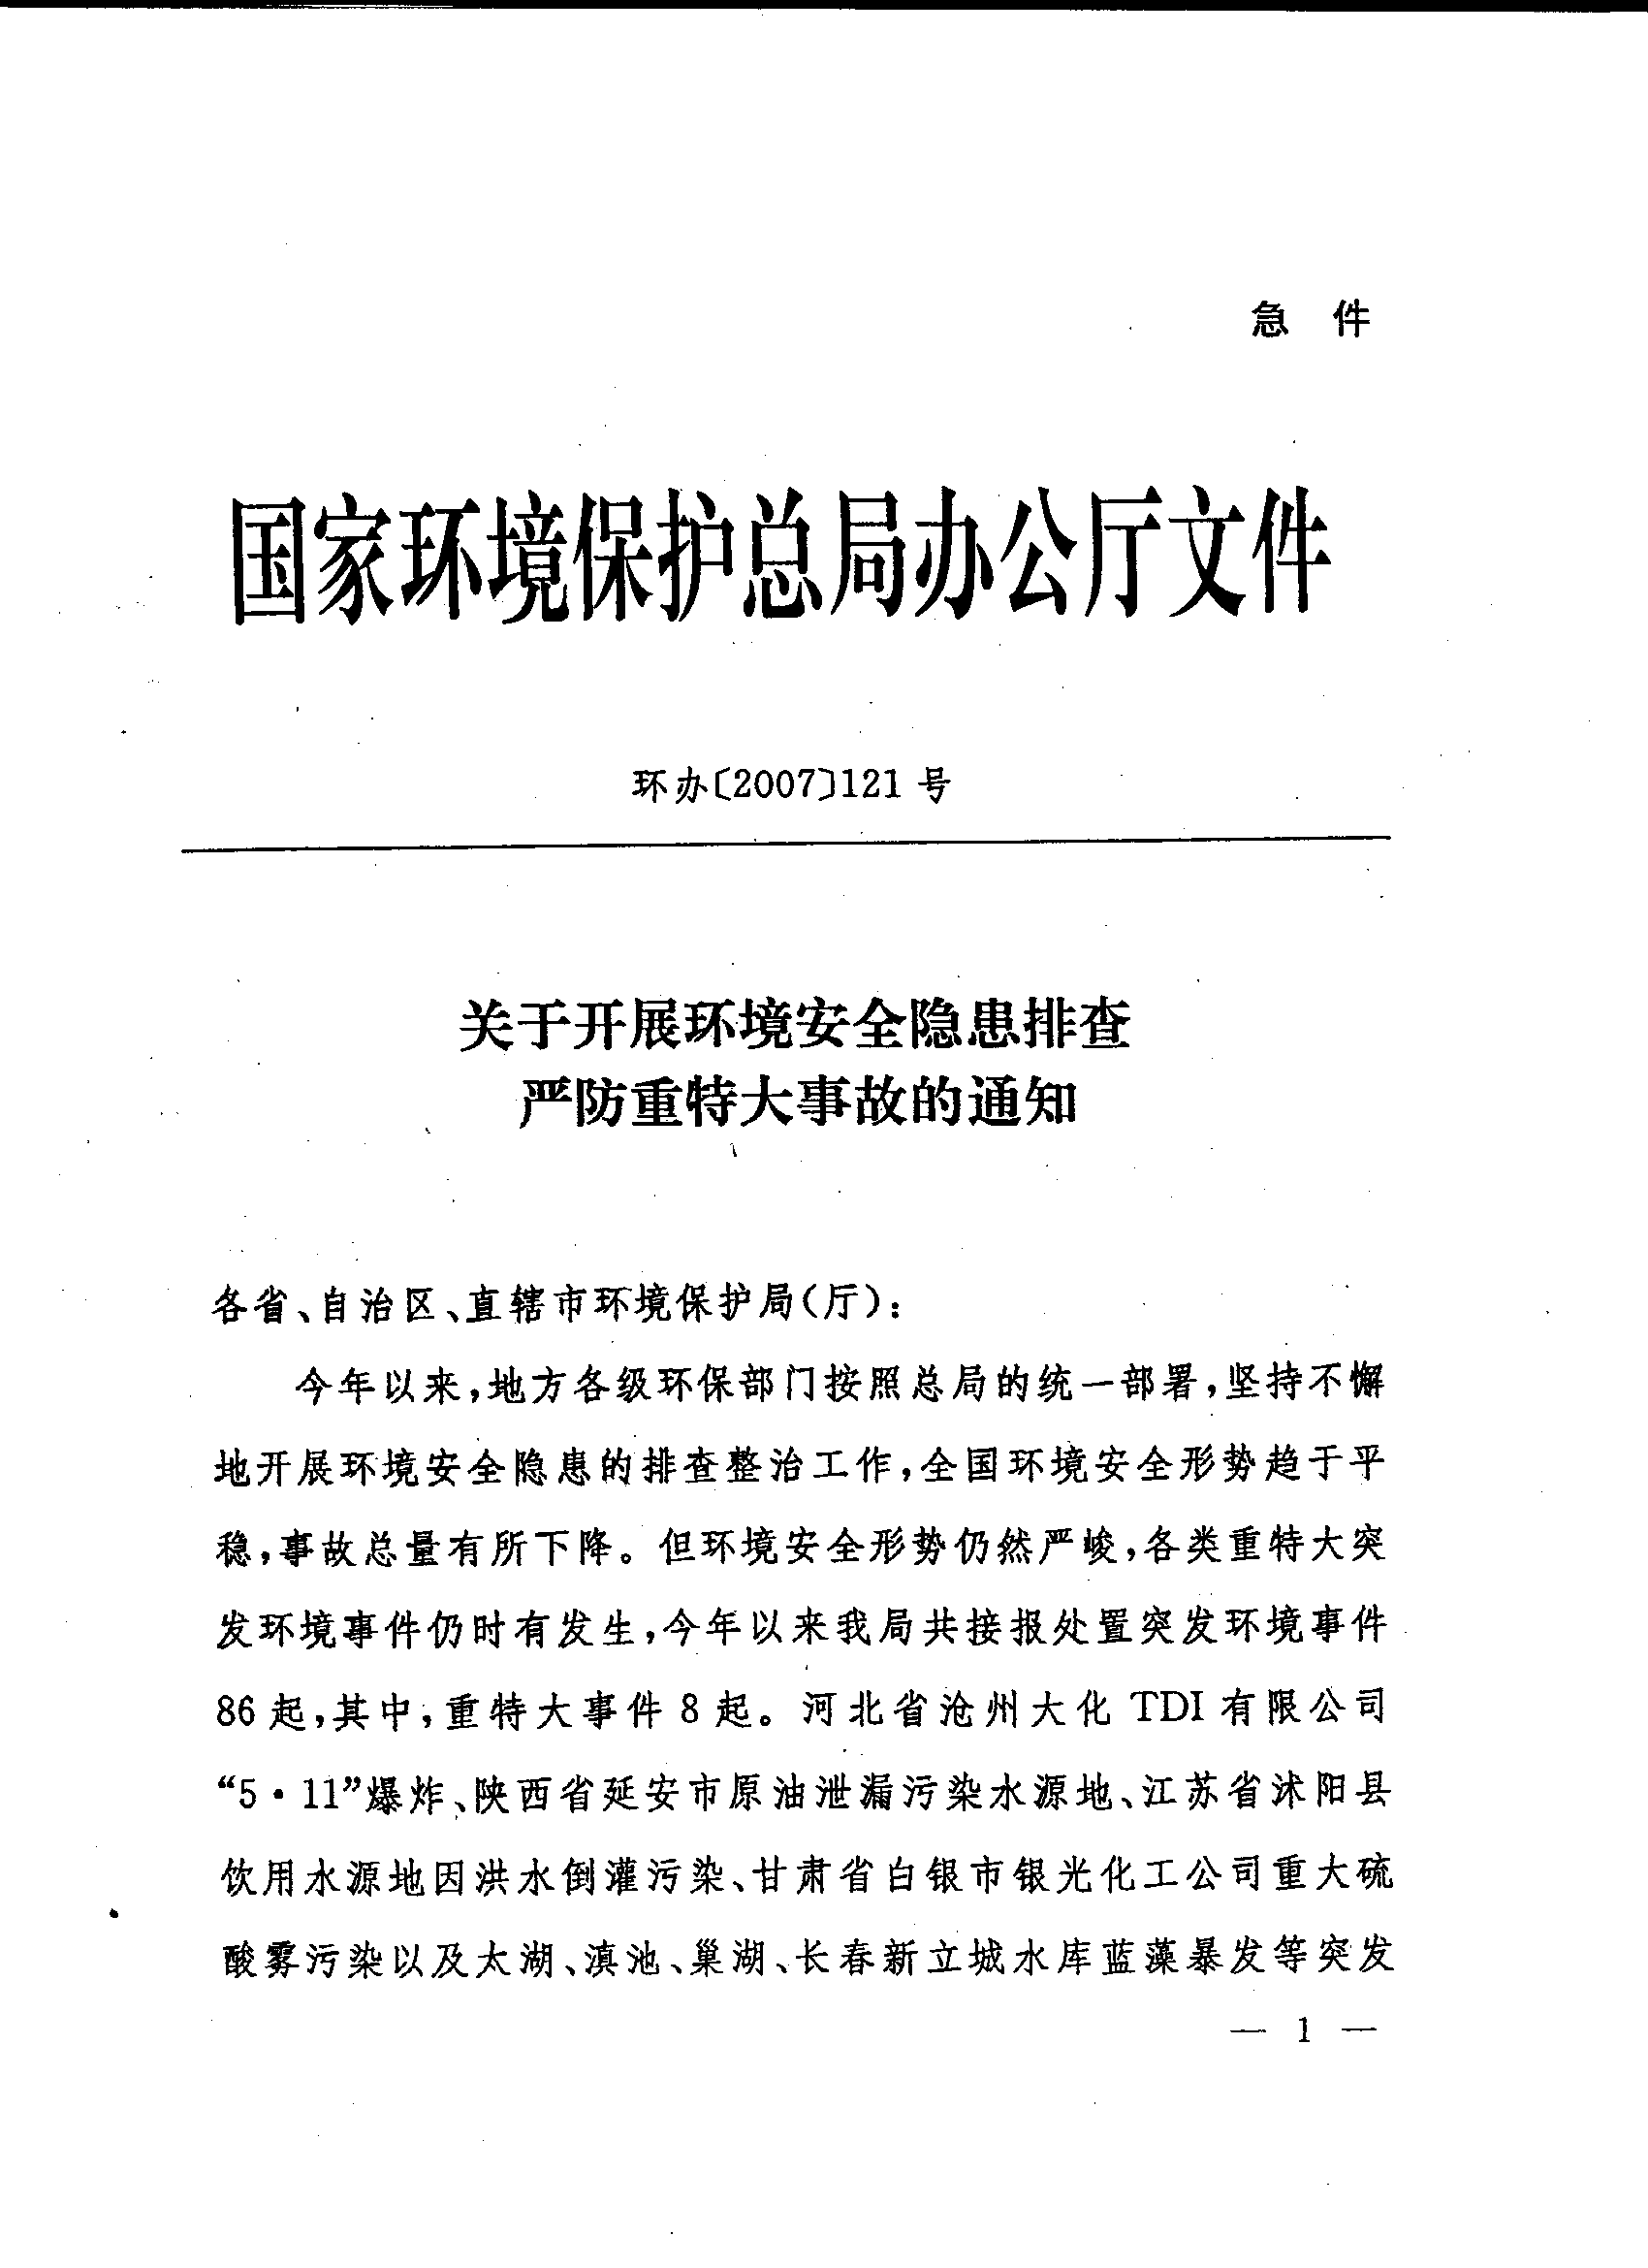 急 件
国家环境保护总局办公厅文件
环办〔2007〕121 号
关于开展环境安全隐患排查
严防重特大事故的通知
各省、自治区、直辖市环境保护局(厅):
今年以来,地方各级环保部门按照总局的统一部署,坚持不懈
地开展环境安全隐患的排查整治工作,全国环境安全形势趋于平
稳,事故总量有所下降。但环境安全形势仍然严峻,各类重特大突
发环境事件仍时有发生,今年以来我局共接报处置突发环境事件
86 起,其中,重特大事件 8 起。河北省沧州大化 TDI 有限公司
“5·11”爆炸、陕西省延安市原油泄漏污染水源地、江苏省沭阳县
饮用水源地因洪水倒灌污染、甘肃省白银市银光化工公司重大硫
酸雾污染以及太湖、滇池、巢湖、长春新立城水库蓝藻暴发等突发
— 1 —